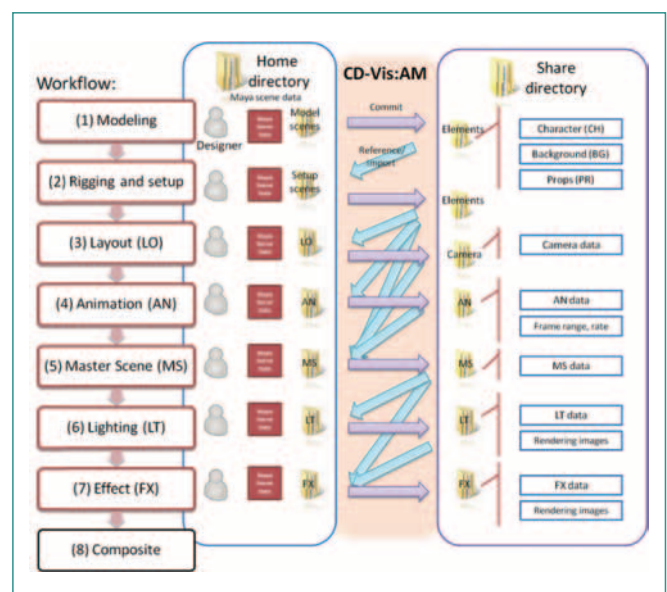 Workflow:
Home
directory
Maya scene data
CD-Vis:AM
Share
directory
(1) Modeling
Designer
Model
scenes
Commit
Elements
Character (CH)
Background (BG)
Props (PR)
Reference/
import
(2) Rigging and setup
Setup
scenes
Elements
(3) Layout (LO)
LO
Camera
Camera data
(4) Animation (AN)
AN
AN
AN data
Frame range, rate
(5) Master Scene (MS)
MS
MS
MS data
(6) Lighting (LT)
LT
LT
LT data
Rendering images
(7) Effect (FX)
FX
FX
FX data
Rendering images
(8) Composite